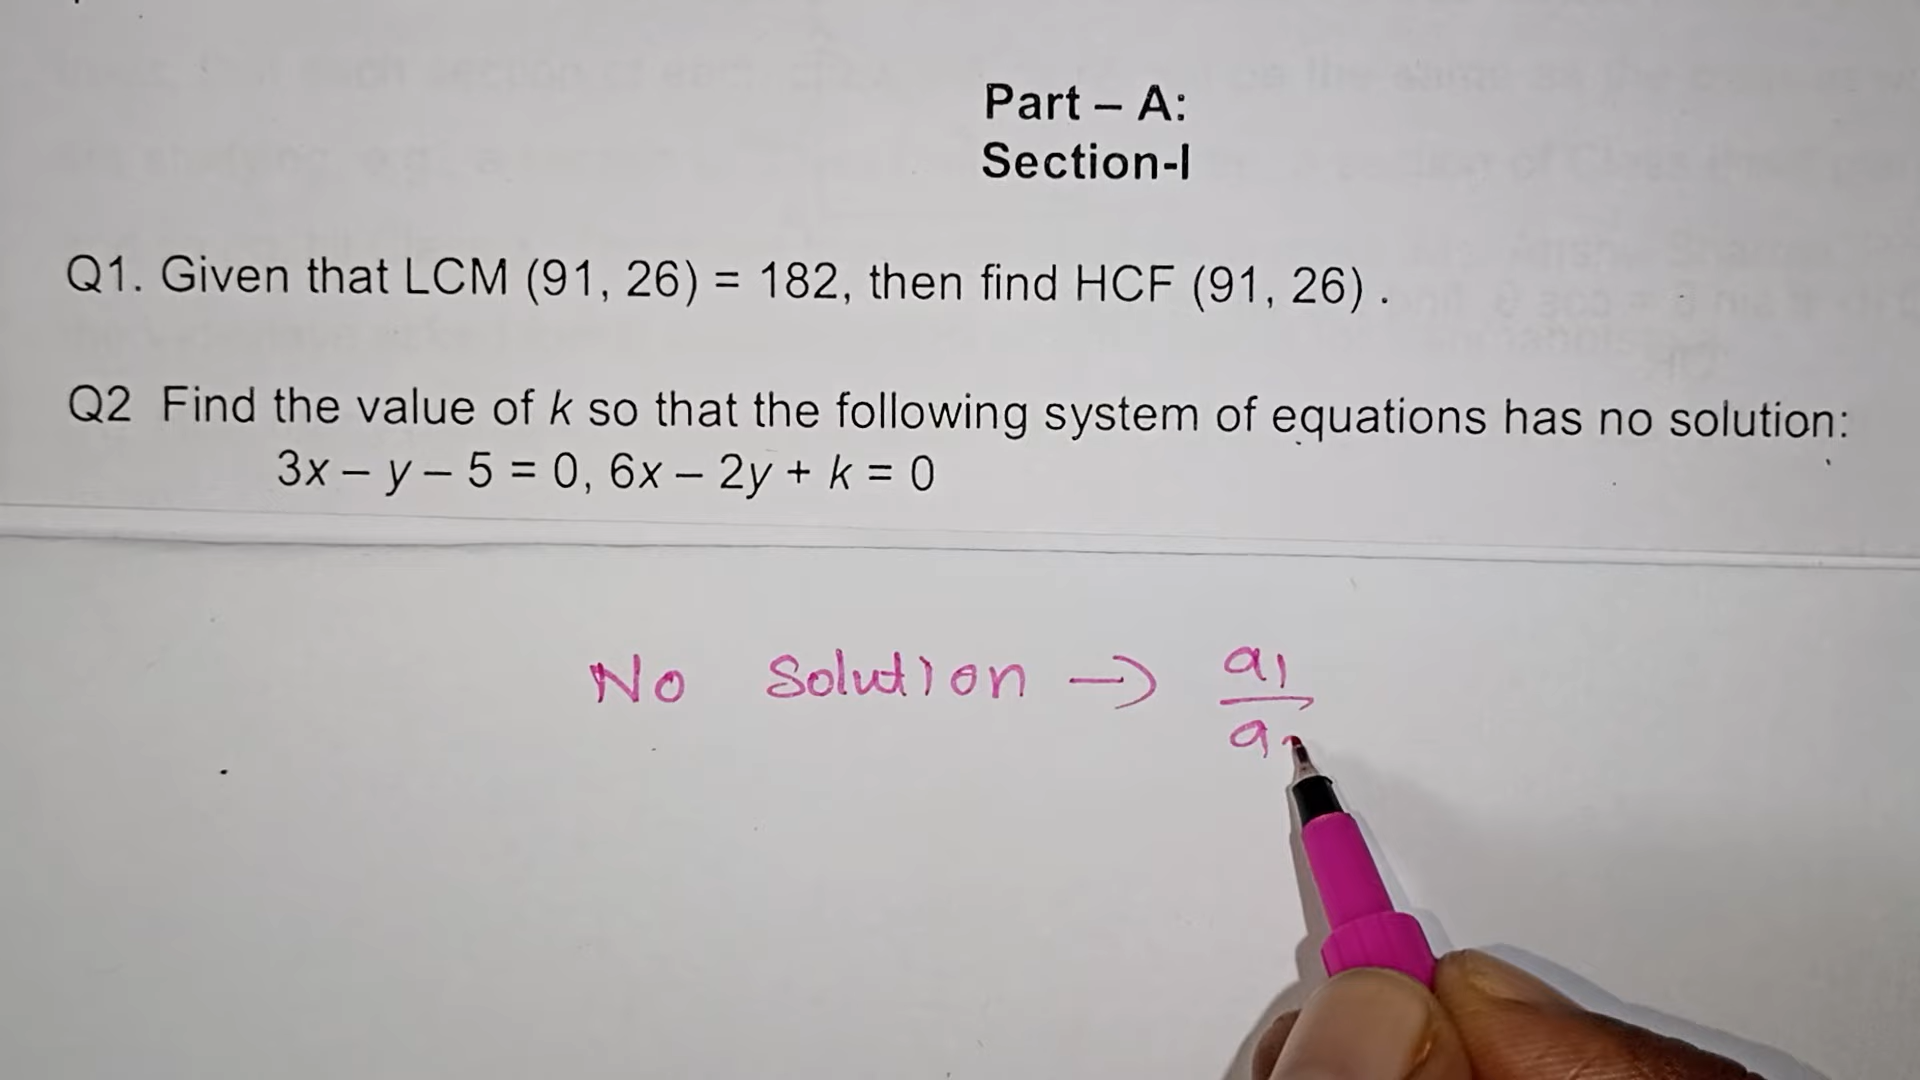 Part – A:
Section-I
Q1. Given that LCM (91, 26) = 182, then find HCF (91, 26) .
Q2 Find the value of k so that the following system of equations has no solution:
3x – y – 5 = 0, 6x – 2y + k = 0
No Solution → a1
a